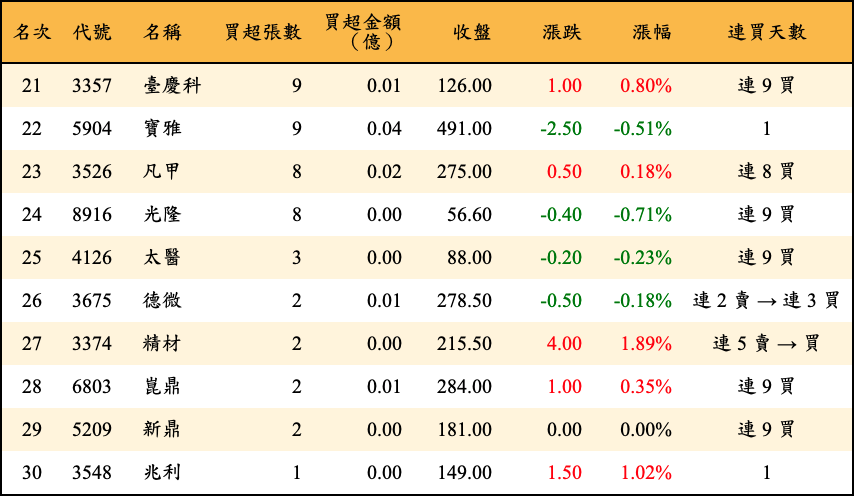 名次 代號 名稱 買超張數 買超金額（億） 收盤 漲跌 漲幅 連買天數
21 3357 臺慶科 9 0.01 126.00 1.00 0.80% 連 9 買
22 5904 寶雅 9 0.04 491.00 -2.50 -0.51% 1
23 3526 凡甲 8 0.02 275.00 0.50 0.18% 連 8 買
24 8916 光隆 8 0.00 56.60 -0.40 -0.71% 連 9 買
25 4126 太醫 3 0.00 88.00 -0.20 -0.23% 連 9 買
26 3675 德微 2 0.01 278.50 -0.50 -0.18% 連 2 賣 → 連 3 買
27 3374 精材 2 0.00 215.50 4.00 1.89% 連 5 賣 → 買
28 6803 崑鼎 2 0.01 284.00 1.00 0.35% 連 9 買
29 5209 新鼎 2 0.00 181.00 0.00 0.00% 連 9 買
30 3548 兆利 1 0.00 149.00 1.50 1.02% 1